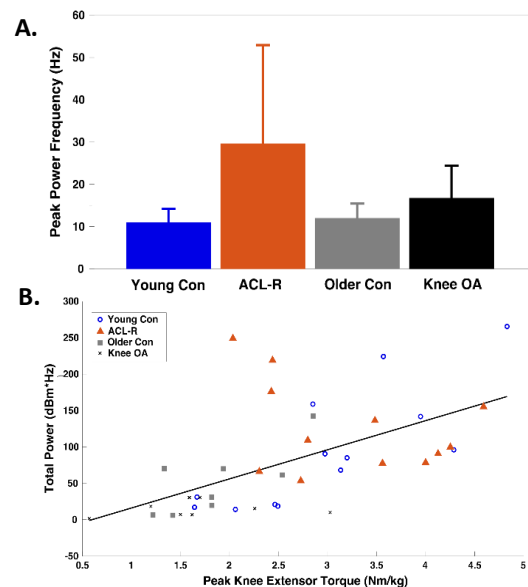 A.
60
50
40
30
20
10
0
Peak Power Frequency (Hz)
Young Con
ACL-R
Older Con
Knee OA
B.
300
250
200
150
100
50
0
-50
Total Power (dBm*Hz)
Young Con
ACL-R
Older Con
Knee OA
0.5 1 1.5 2 2.5 3 3.5 4 4.5 5
Peak Knee Extensor Torque (Nm/kg)